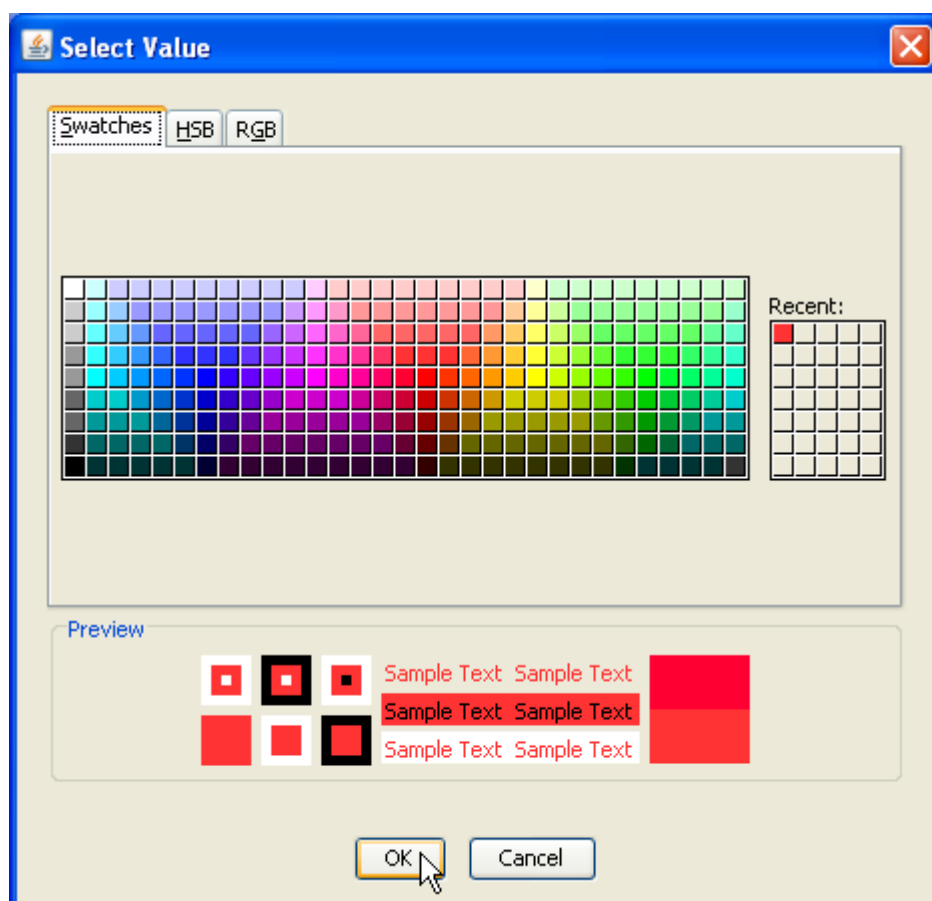 Select Value
Swatches HSB RGB
Recent:
Preview
Sample Text Sample Text
Sample Text Sample Text
Sample Text Sample Text
OK Cancel